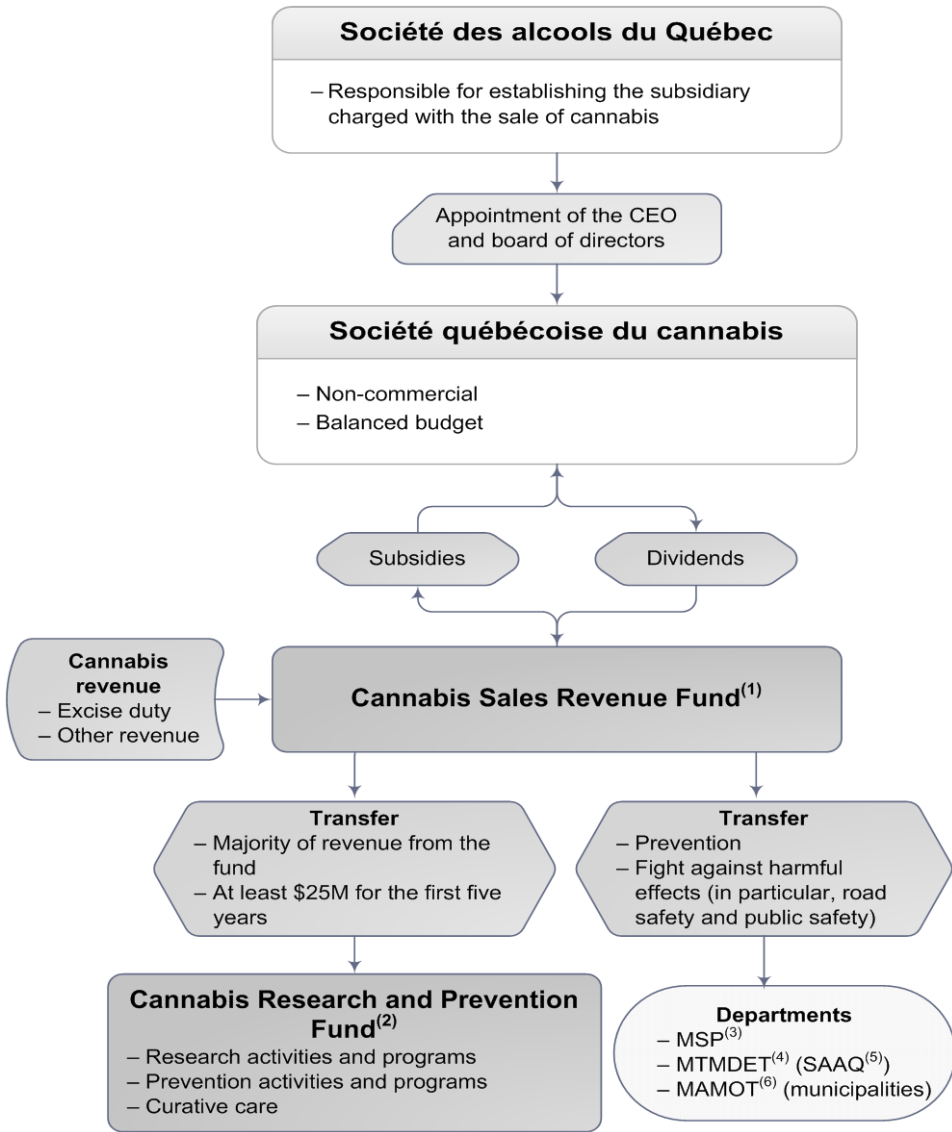 Société des alcools du Québec
– Responsible for establishing the subsidiary
charged with the sale of cannabis
Appointment of the CEO
and board of directors
Société québécoise du cannabis
– Non-commercial
– Balanced budget
Subsidies
Dividends
Cannabis
revenue
– Excise duty
– Other revenue
Cannabis Sales Revenue Fund(1)
Transfer
– Majority of revenue from the
fund
– At least $25M for the first five
years
Transfer
– Prevention
– Fight against harmful
effects (in particular, road
safety and public safety)
Cannabis Research and Prevention
Fund(2)
– Research activities and programs
– Prevention activities and programs
– Curative care
Departments
– MSP(3)
– MTMDET(4) (SAAQ(5))
– MAMOT(6) (municipalities)